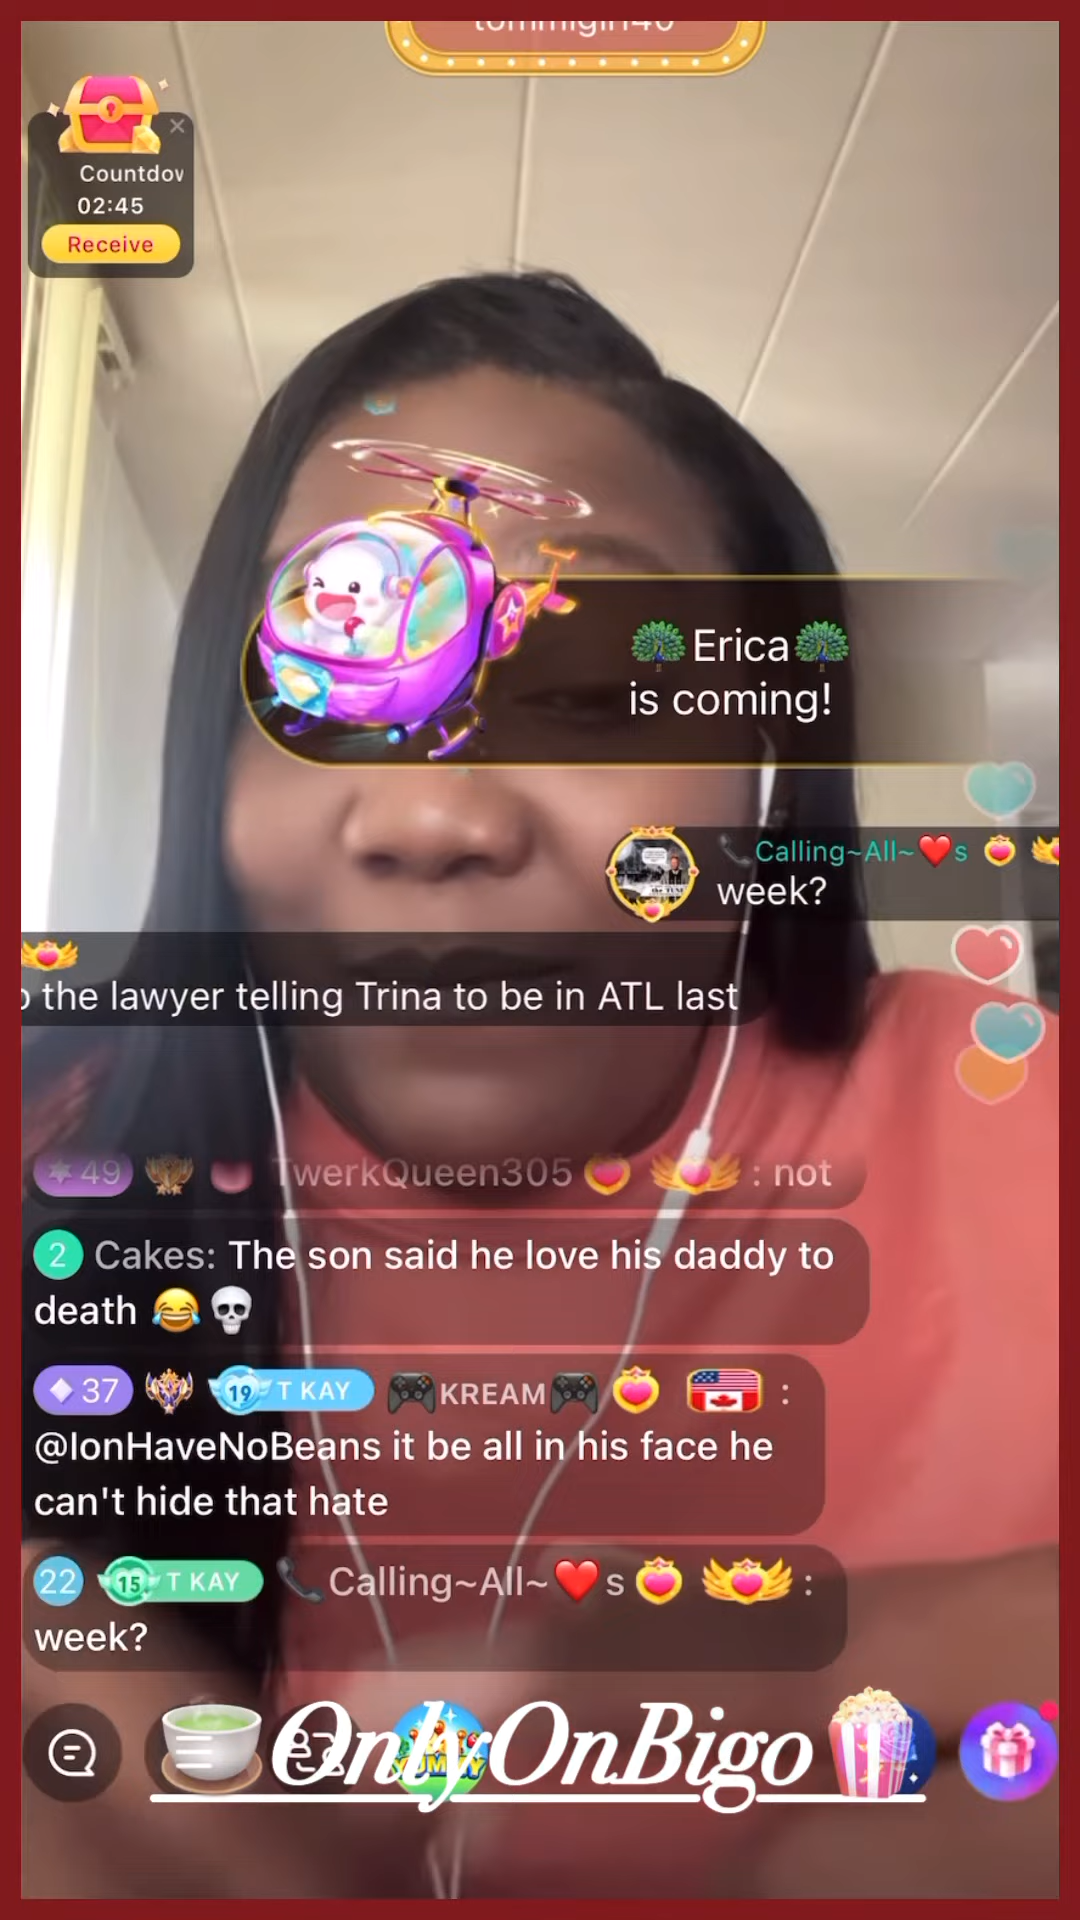 tommigirl40
Countdow
02:45
Receive
🦚Erica🦚
is coming!
📞Calling~All~❤️s
week?
the lawyer telling Trina to be in ATL last
49 TwerkQueen305 : not
2 Cakes: The son said he love his daddy to
death 😂💀
37 19 T KAY 🎮KREAM🎮 :
@IonHaveNoBeans it be all in his face he
can't hide that hate
22 15 T KAY 📞Calling~All~❤️s :
week?
🍵OnlyOnBigo🍿